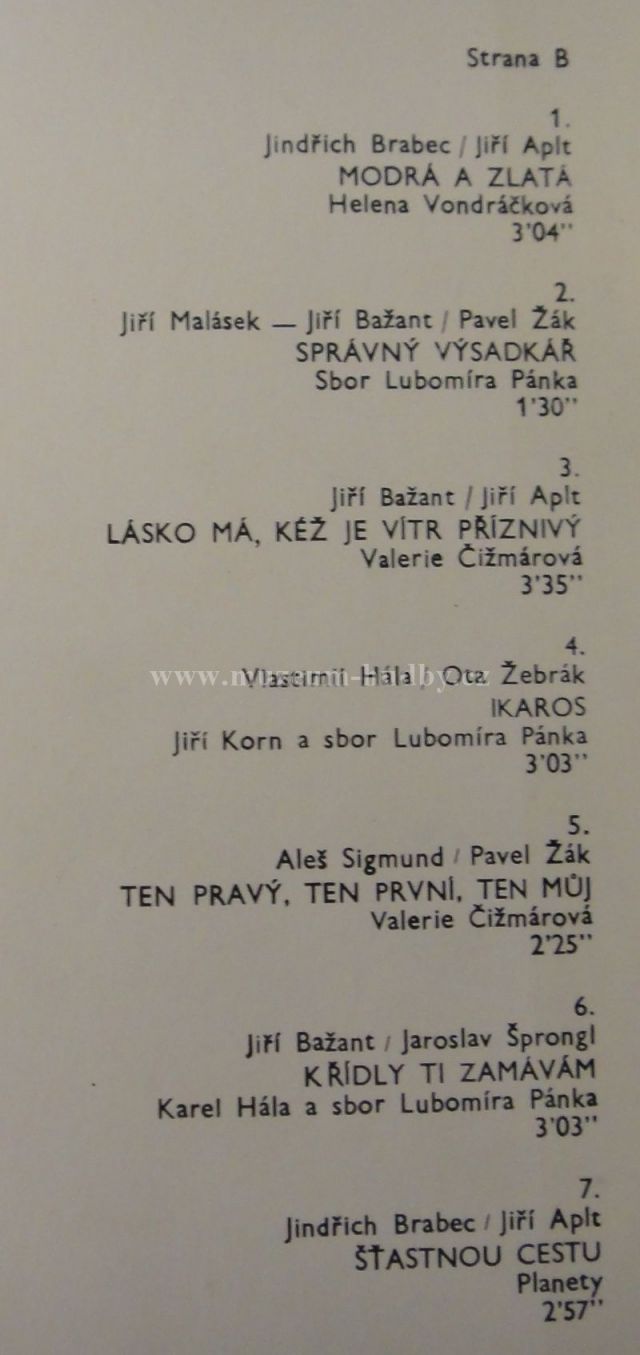 Strana B
1.
Jindřich Brabec / Jiří Aplt
MODRÁ A ZLATÁ
Helena Vondráčková
3'04''
2.
Jiří Malásek — Jiří Bažant / Pavel Žák
SPRÁVNÝ VÝSADKÁŘ
Sbor Lubomíra Pánka
1'30''
3.
Jiří Bažant / Jiří Aplt
LÁSKO MÁ, KÉŽ JE VÍTR PŘÍZNIVÝ
Valerie Čižmárová
3'35''
4.
Vlastimil Hála / Ota Žebrák
IKAROS
Jiří Korn a sbor Lubomíra Pánka
3'03''
5.
Aleš Sigmund / Pavel Žák
TEN PRAVÝ, TEN PRVNÍ, TEN MŮJ
Valerie Čižmárová
2'25''
6.
Jiří Bažant / Jaroslav Šprongl
KŘÍDLY TI ZAMÁVÁM
Karel Hála a sbor Lubomíra Pánka
3'03''
7.
Jindřich Brabec / Jiří Aplt
ŠŤASTNOU CESTU
Planety
2'57''